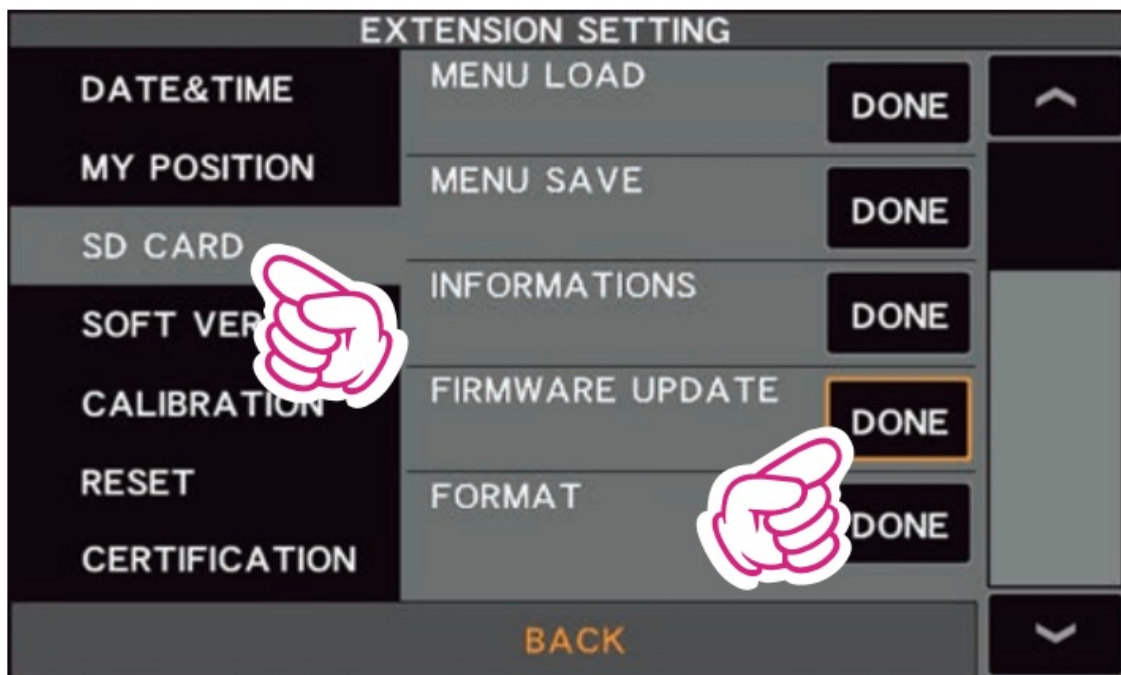 EXTENSION SETTING
DATE&TIME
MY POSITION
SD CARD
SOFT VER
CALIBRATION
RESET
CERTIFICATION
MENU LOAD
DONE
MENU SAVE
DONE
INFORMATIONS
DONE
FIRMWARE UPDATE
DONE
FORMAT
DONE
BACK